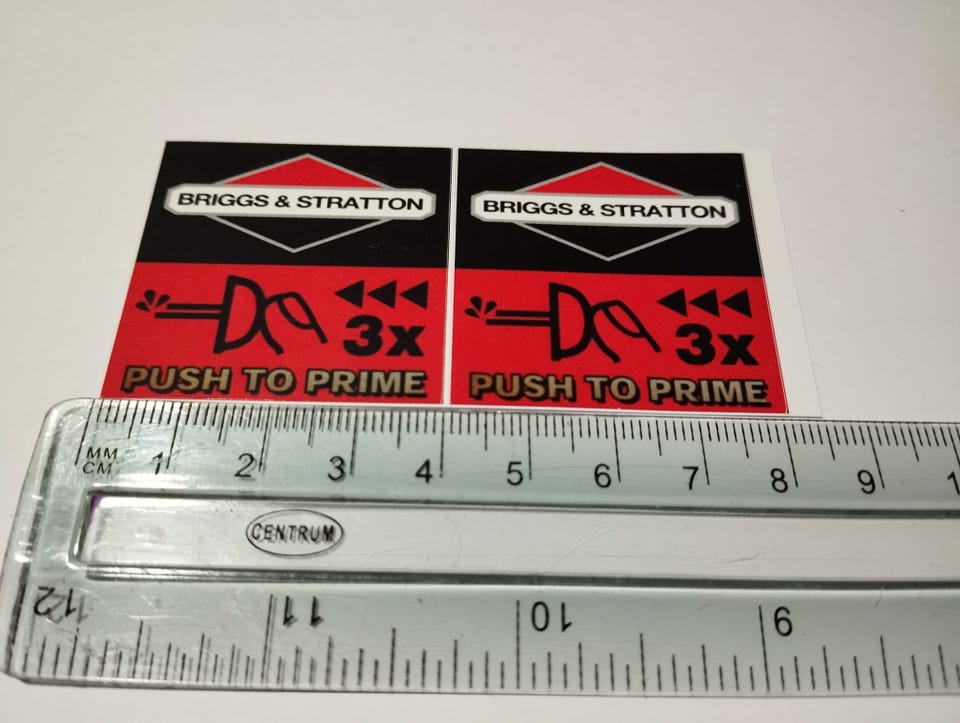 BRIGGS & STRATTON
3x
PUSH TO PRIME
BRIGGS & STRATTON
3x
PUSH TO PRIME
MM
CM
1 2 3 4 5 6 7 8 9 1
CENTRUM
12 11 10 9